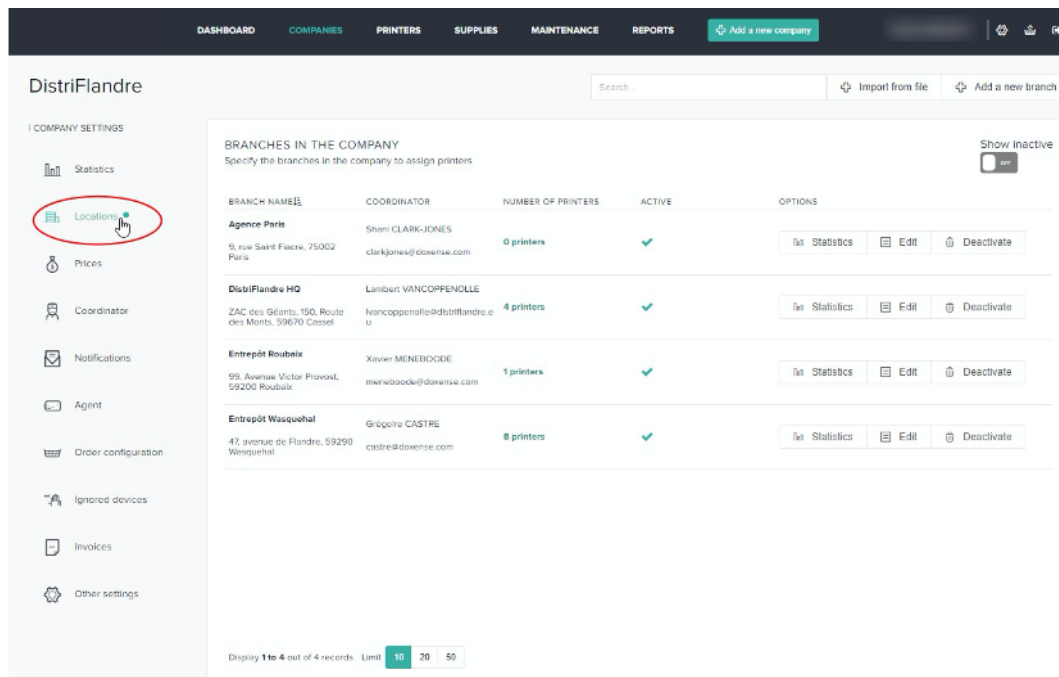 DASHBOARD COMPANIES PRINTERS SUPPLIES MAINTENANCE REPORTS Add a new company
DistriFlandre
Search...
Import from file
Add a new branch
COMPANY SETTINGS
Statistics
Locations
Prices
Coordinator
Notifications
Agent
Order configuration
Ignored devices
Invoices
Other settings
BRANCHES IN THE COMPANY
Specify the branches in the company to assign printers
Show inactive
OFF
BRANCH NAME COORDINATOR NUMBER OF PRINTERS ACTIVE OPTIONS
Agence Paris
9, rue Saint Fiacre, 75002
Paris
Shani CLARK-JONES
clarkjones@doxense.com
0 printers
Statistics Edit Deactivate
DistriFlandre HQ
ZAC des Géants, 150, Route
des Monts, 59670 Cassel
Lambert VANCOPPENOLLE
lvancoppenolle@distriflandre.e
u
4 printers
Statistics Edit Deactivate
Entrepôt Roubaix
99, Avenue Victor Provost,
59200 Roubaix
Xavier MENEBOODE
meneboode@doxense.com
1 printers
Statistics Edit Deactivate
Entrepôt Wasquehal
47, avenue de Flandre, 59290
Wasquehal
Grégoire CASTRE
castre@doxense.com
8 printers
Statistics Edit Deactivate
Display 1 to 4 out of 4 records Limit 10 20 50